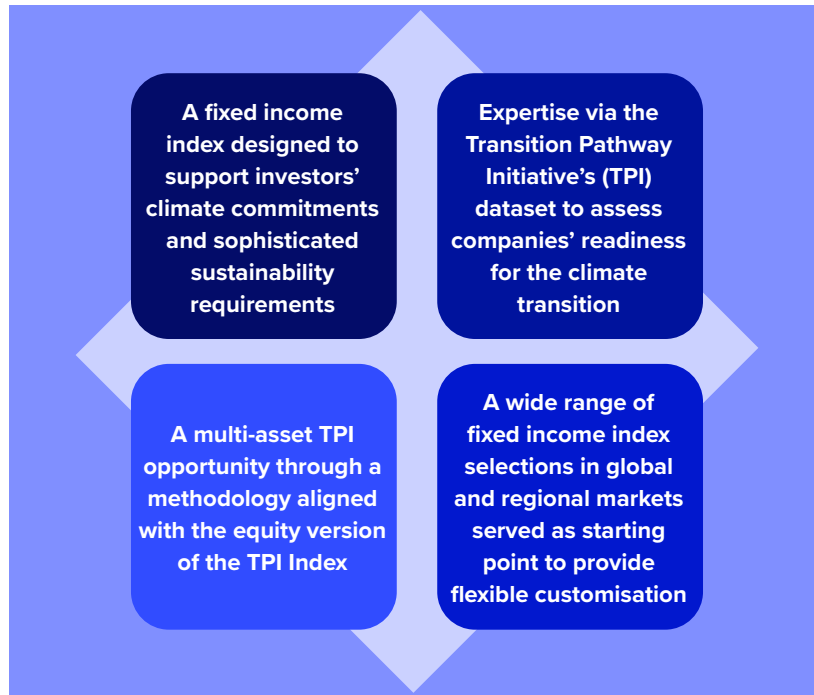 A fixed income
index designed to
support investors’
climate commitments
and sophisticated
sustainability
requirements
Expertise via the
Transition Pathway
Initiative’s (TPI)
dataset to assess
companies’ readiness
for the climate
transition
A multi-asset TPI
opportunity through a
methodology aligned
with the equity version
of the TPI Index
A wide range of
fixed income index
selections in global
and regional markets
served as starting
point to provide
flexible customisation